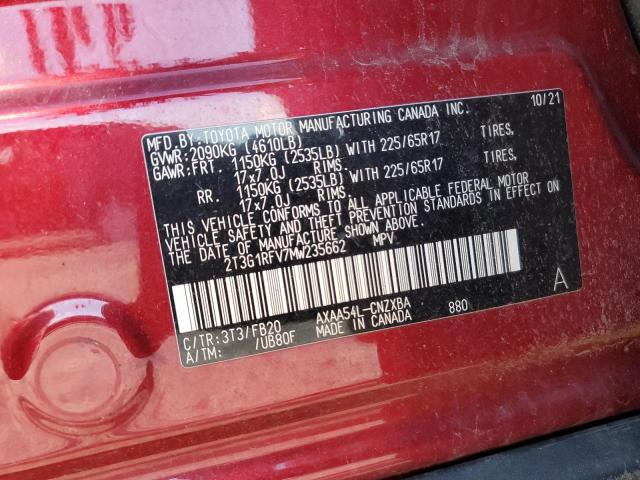 MFD.BY:TOYOTA MOTOR MANUFACTURING CANADA INC. 10/21
GVWR:2090KG (4610LB)
GAWR:FRT. 1150KG (2535LB) WITH 225/65R17 TIRES,
17x7.0J RIMS.
RR. 1150KG (2535LB) WITH 225/65R17 TIRES,
17x7.0J RIMS.
THIS VEHICLE CONFORMS TO ALL APPLICABLE FEDERAL MOTOR
VEHICLE SAFETY AND THEFT PREVENTION STANDARDS IN EFFECT ON
THE DATE OF MANUFACTURE SHOWN ABOVE.
2T3G1RFV7MW235662 MPV
A
C/TR:3T3/FB20 AXAA54L-CNZXBA 880
A/TM: /UB80F MADE IN CANADA